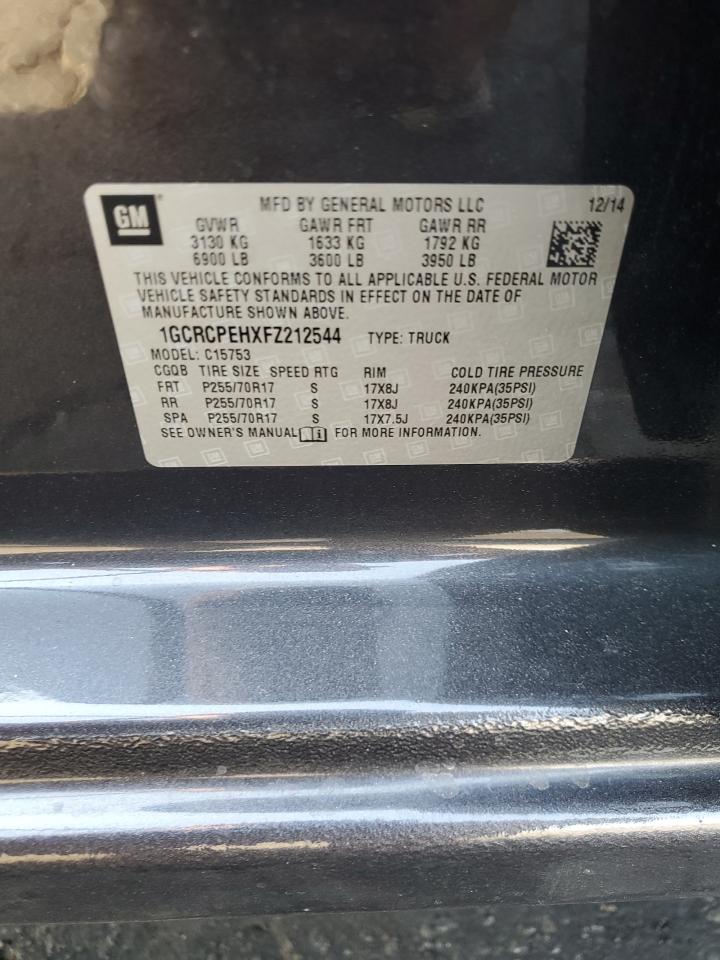 GM
MFD BY GENERAL MOTORS LLC 12/14
GVWR GAWR FRT GAWR RR
3130 KG 1633 KG 1792 KG
6900 LB 3600 LB 3950 LB
THIS VEHICLE CONFORMS TO ALL APPLICABLE U.S. FEDERAL MOTOR
VEHICLE SAFETY STANDARDS IN EFFECT ON THE DATE OF
MANUFACTURE SHOWN ABOVE.
1GCRCPEHXFZ212544 TYPE: TRUCK
MODEL: C15753
CGQB TIRE SIZE SPEED RTG RIM COLD TIRE PRESSURE
FRT P255/70R17 S 17X8J 240KPA(35PSI)
RR P255/70R17 S 17X8J 240KPA(35PSI)
SPA P255/70R17 S 17X7.5J 240KPA(35PSI)
SEE OWNER'S MANUAL FOR MORE INFORMATION.